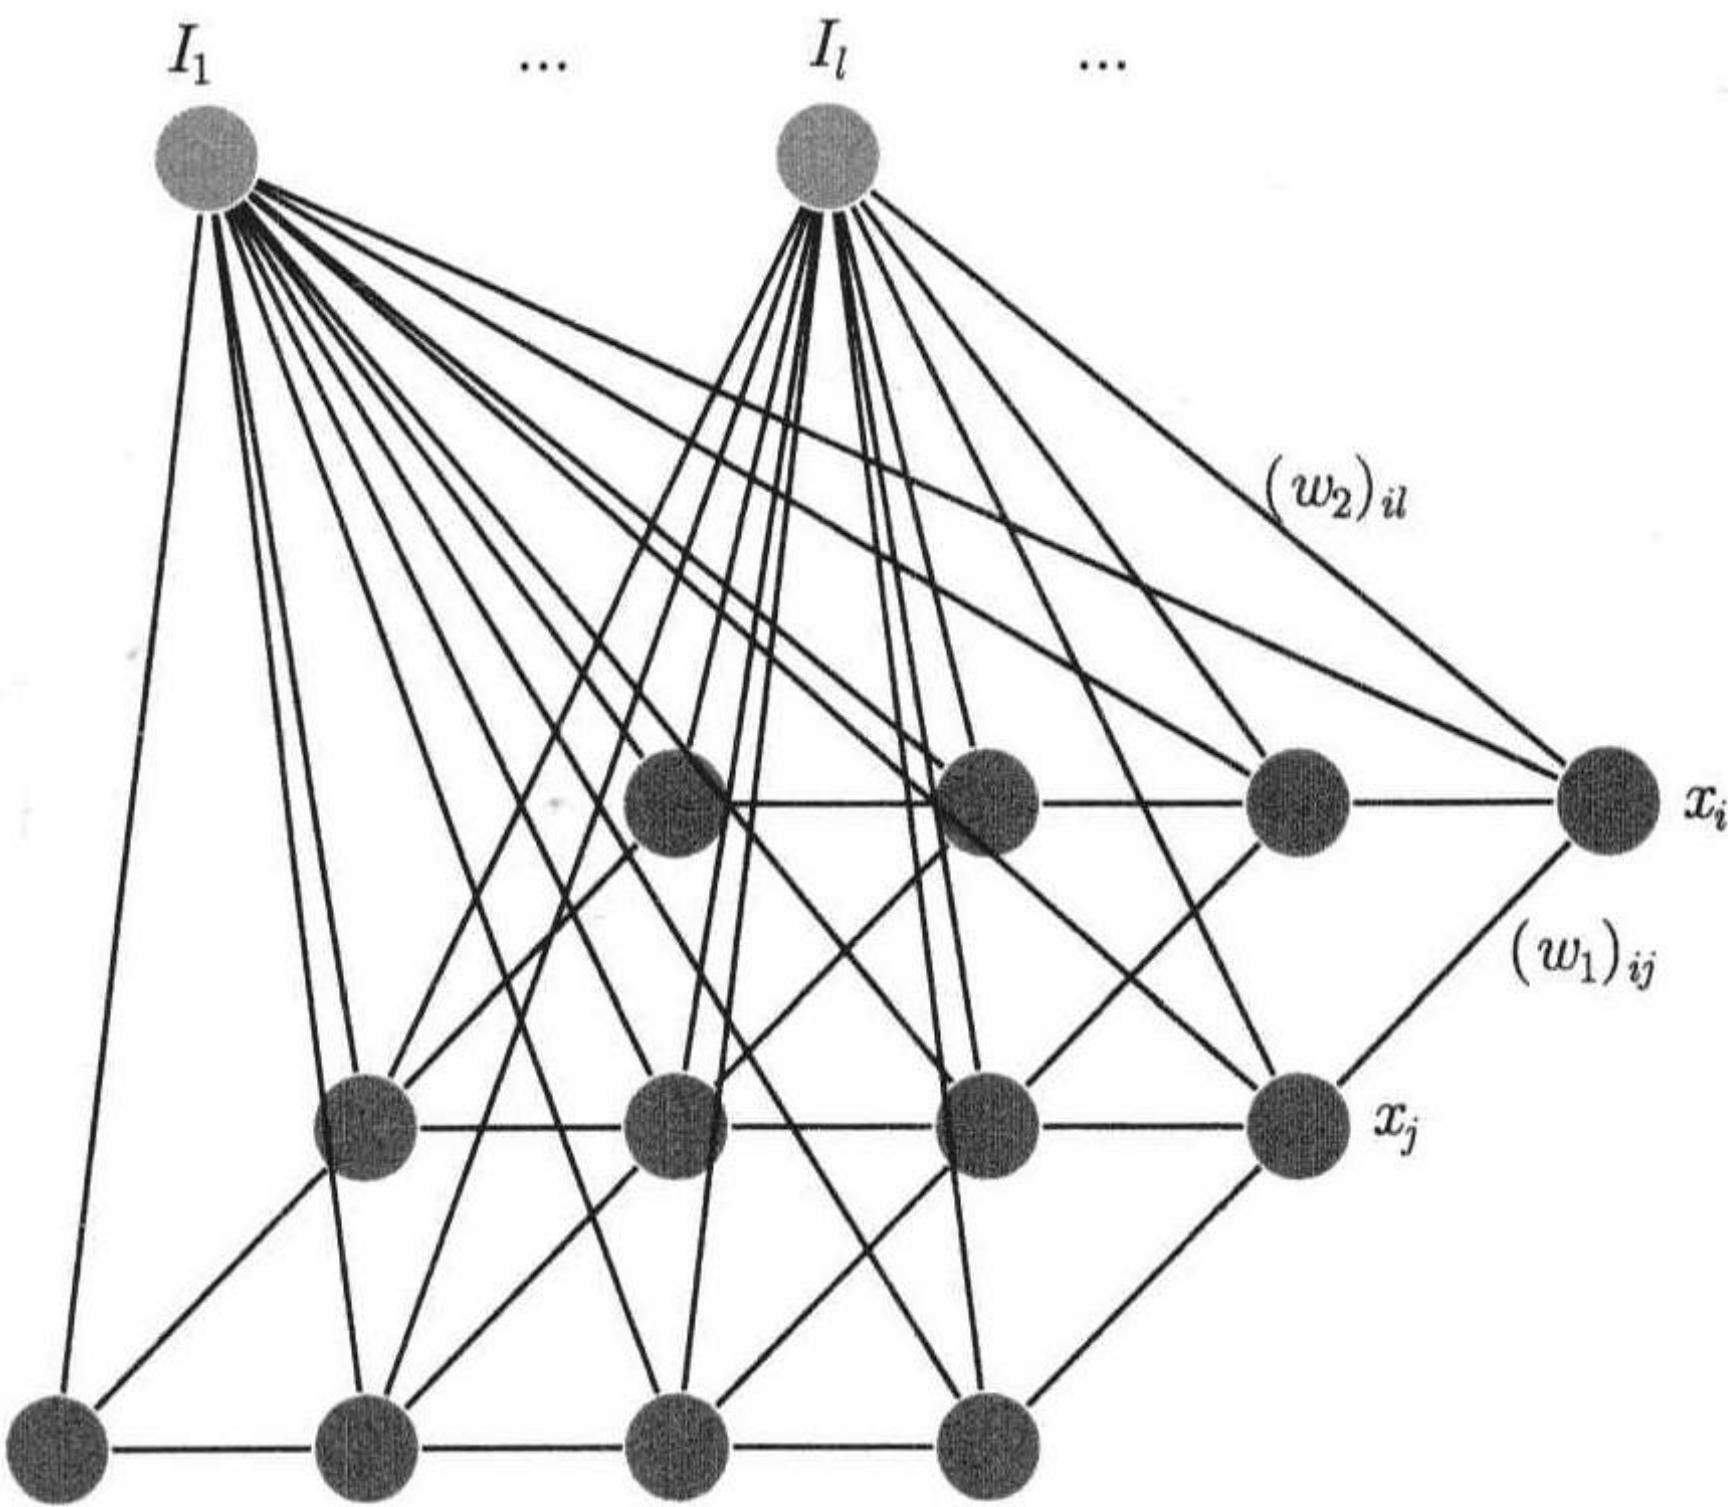 I₁ ... Iₗ ...
(w₂)ᵢₗ
xᵢ
(w₁)ᵢⱼ
xⱼ